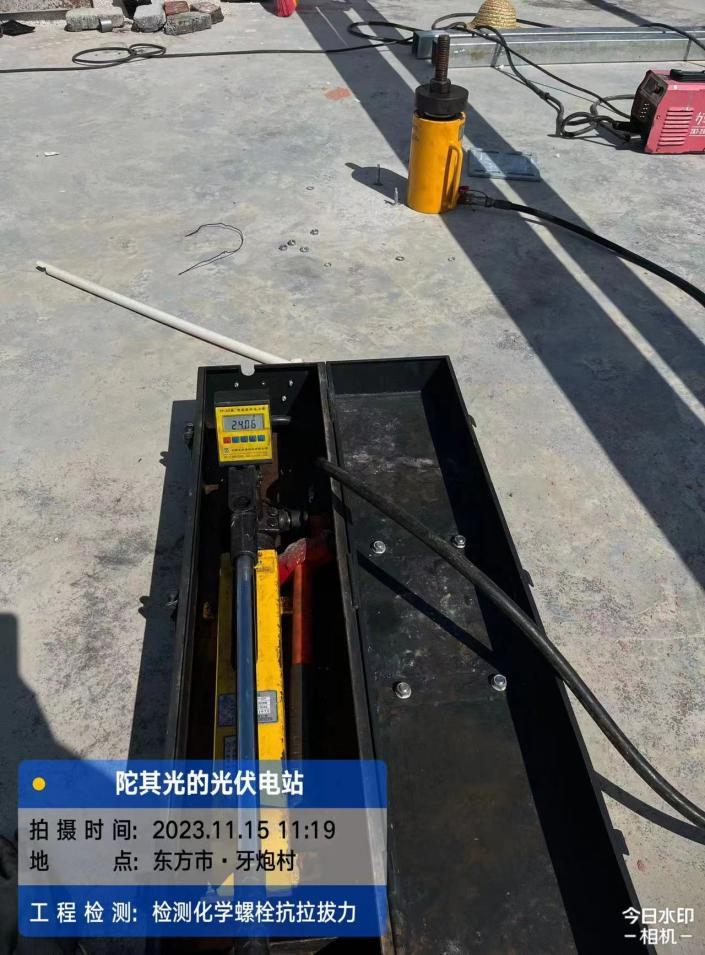 24.06
陀其光的光伏电站
拍摄时间: 2023.11.15 11:19
地 点: 东方市·牙炮村
工程检测: 检测化学螺栓抗拉拔力
今日水印
-相机-